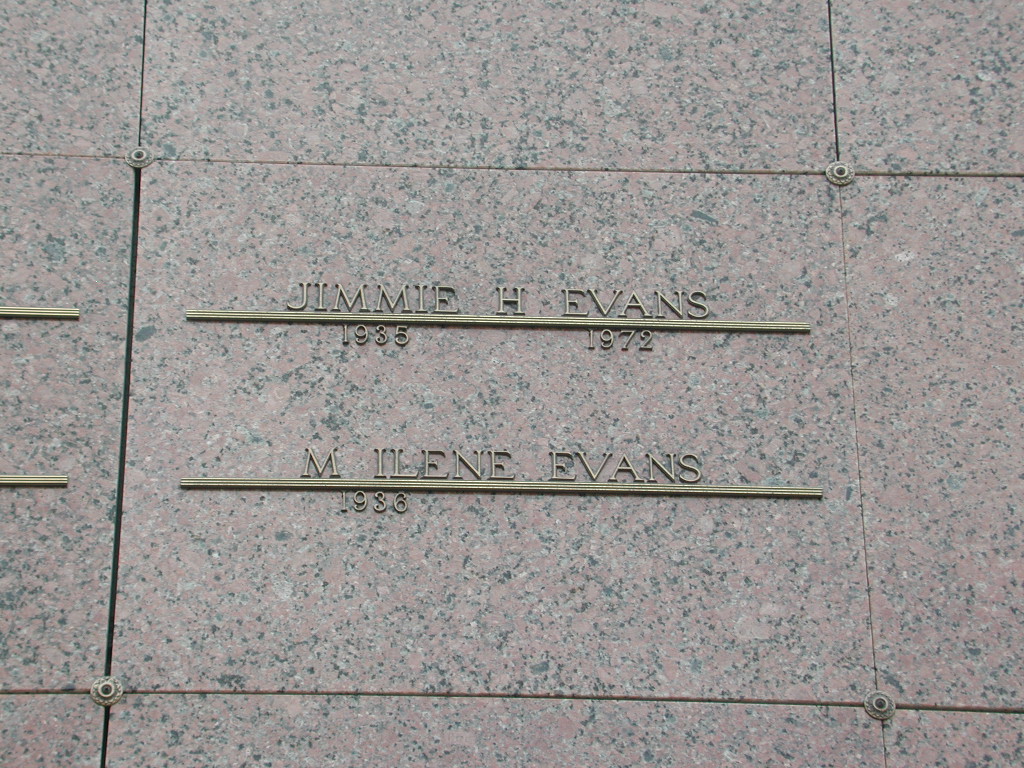 JIMMIE H EVANS
1935 1972
M ILENE EVANS
1936